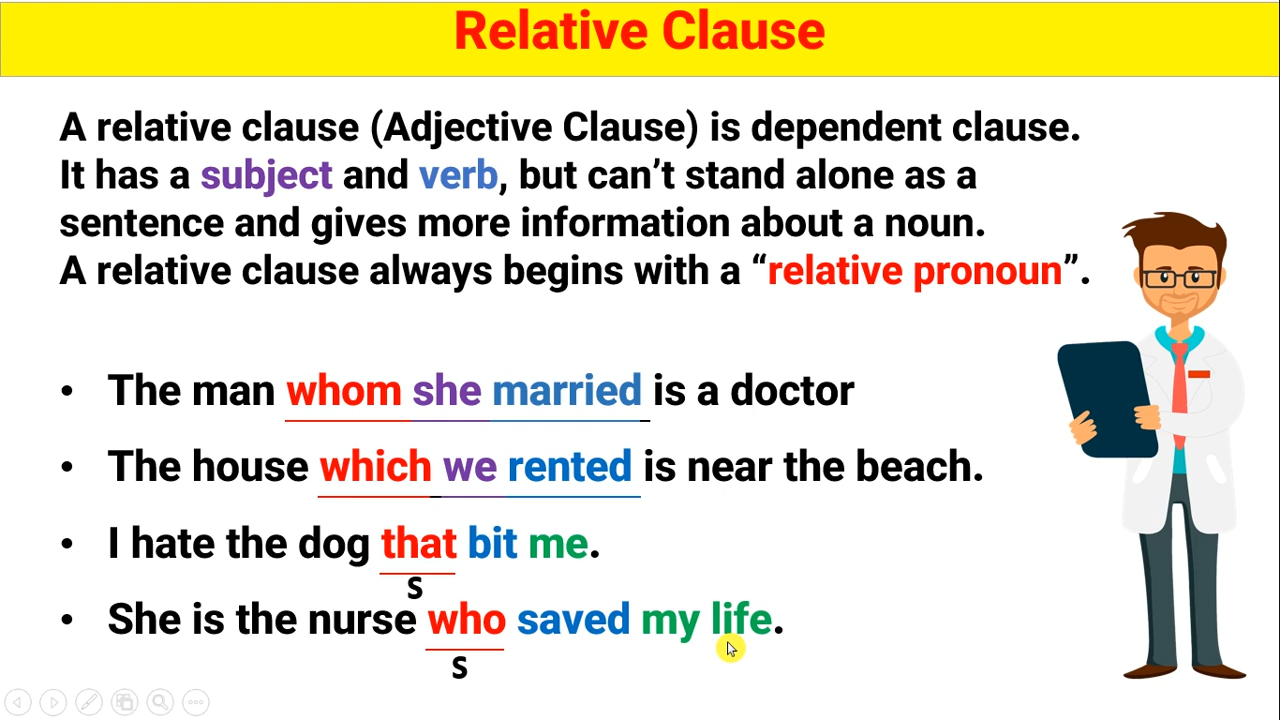 Relative Clause
A relative clause (Adjective Clause) is dependent clause.
It has a subject and verb, but can’t stand alone as a
sentence and gives more information about a noun.
A relative clause always begins with a “relative pronoun”.
• The man whom she married is a doctor
• The house which we rented is near the beach.
• I hate the dog that bit me.
S
• She is the nurse who saved my life.
S